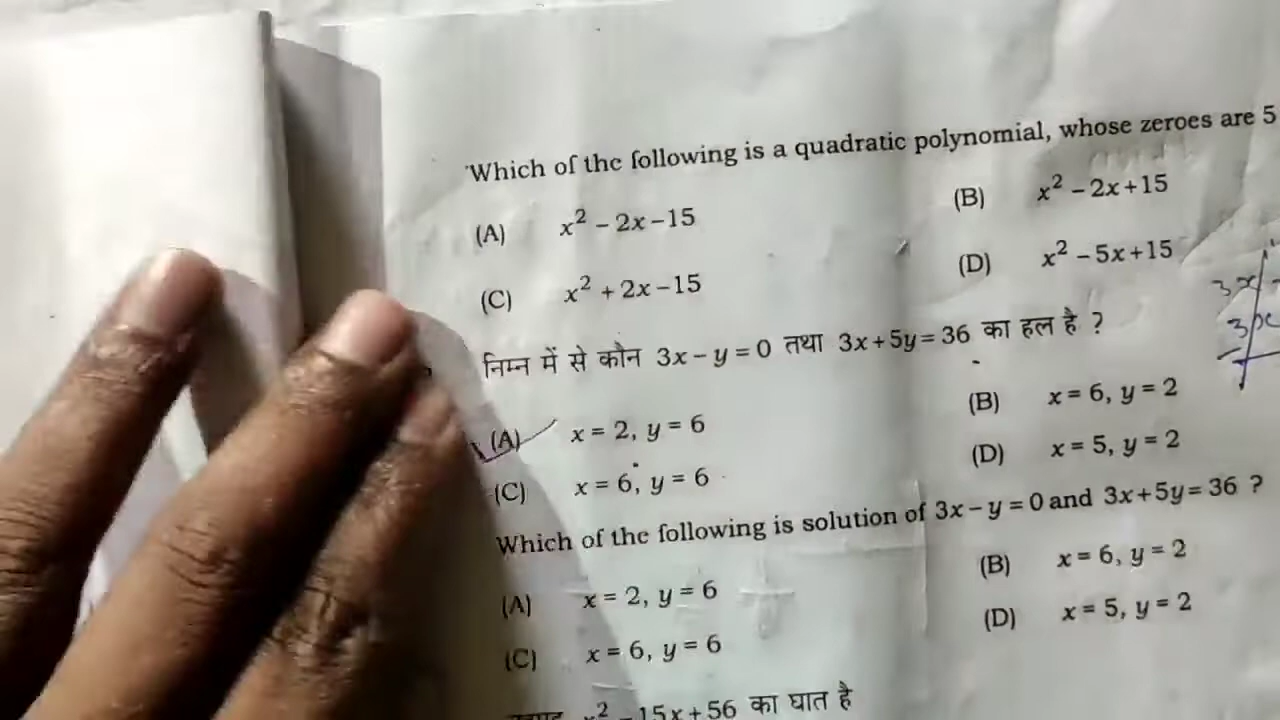 Which of the following is a quadratic polynomial, whose zeroes are 5
(A) x² – 2x – 15 (B) x² – 2x + 15
(C) x² + 2x – 15 (D) x² – 5x + 15
निम्न में से कौन 3x – y = 0 तथा 3x + 5y = 36 का हल है ?
(A) x = 2, y = 6 (B) x = 6, y = 2
(C) x = 6, y = 6 (D) x = 5, y = 2
Which of the following is solution of 3x – y = 0 and 3x + 5y = 36 ?
(A) x = 2, y = 6 (B) x = 6, y = 2
(C) x = 6, y = 6 (D) x = 5, y = 2
x² – 15x + 56 का घात है